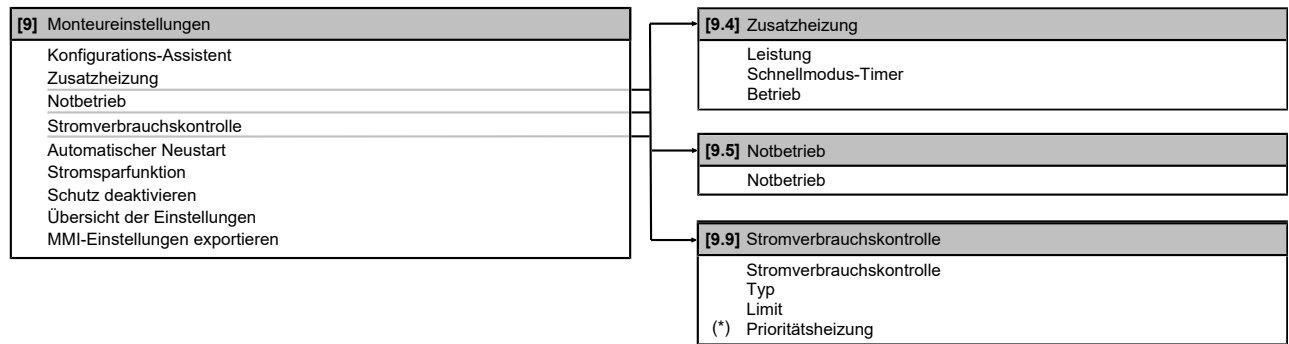 [9] Monteureinstellungen
Konfigurations-Assistent
Zusatzheizung
Notbetrieb
Stromverbrauchskontrolle
Automatischer Neustart
Stromsparfunktion
Schutz deaktivieren
Übersicht der Einstellungen
MMI-Einstellungen exportieren
[9.4] Zusatzheizung
Leistung
Schnellmodus-Timer
Betrieb
[9.5] Notbetrieb
Notbetrieb
[9.9] Stromverbrauchskontrolle
Stromverbrauchskontrolle
Typ
Limit
(*) Prioritätsheizung